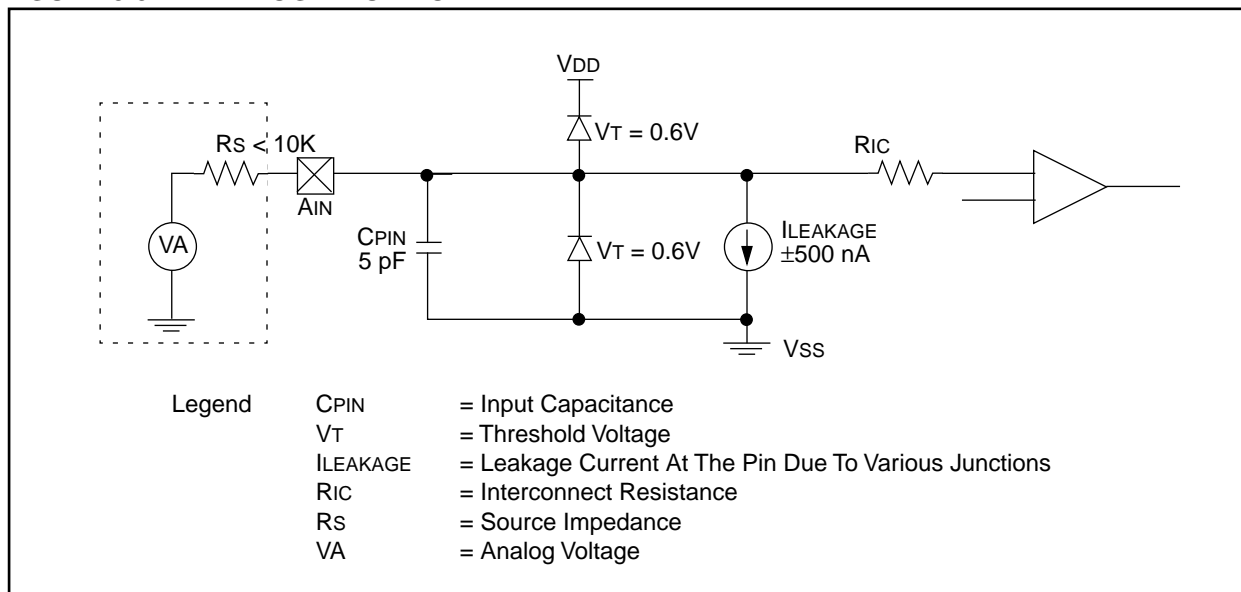 VDD
VT = 0.6V
RS < 10K
RIC
AIN
CPIN
5 pF
VA
VT = 0.6V
ILEAKAGE
±500 nA
VSS
Legend
CPIN = Input Capacitance
VT = Threshold Voltage
ILEAKAGE = Leakage Current At The Pin Due To Various Junctions
RIC = Interconnect Resistance
RS = Source Impedance
VA = Analog Voltage